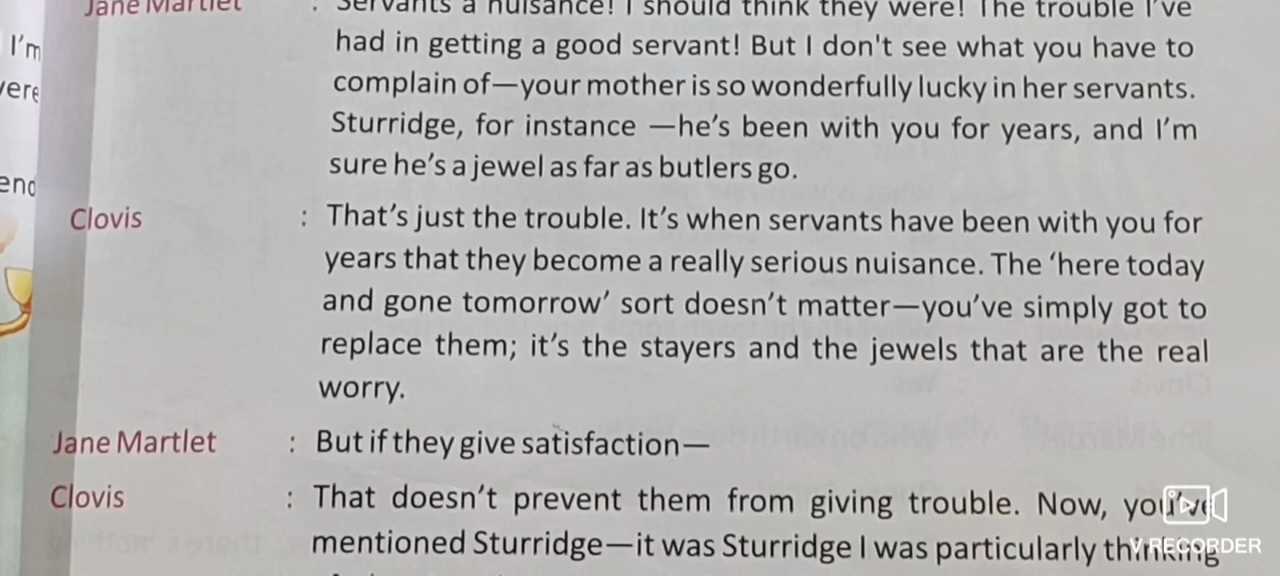 Jane Martlet : Servants a nuisance! I should think they were! The trouble I've
had in getting a good servant! But I don't see what you have to
complain of—your mother is so wonderfully lucky in her servants.
Sturridge, for instance —he's been with you for years, and I'm
sure he's a jewel as far as butlers go.
Clovis : That's just the trouble. It's when servants have been with you for
years that they become a really serious nuisance. The 'here today
and gone tomorrow' sort doesn't matter—you've simply got to
replace them; it's the stayers and the jewels that are the real
worry.
Jane Martlet : But if they give satisfaction—
Clovis : That doesn't prevent them from giving trouble. Now, you've
mentioned Sturridge—it was Sturridge I was particularly thinking
I'm
end
V RECORDER